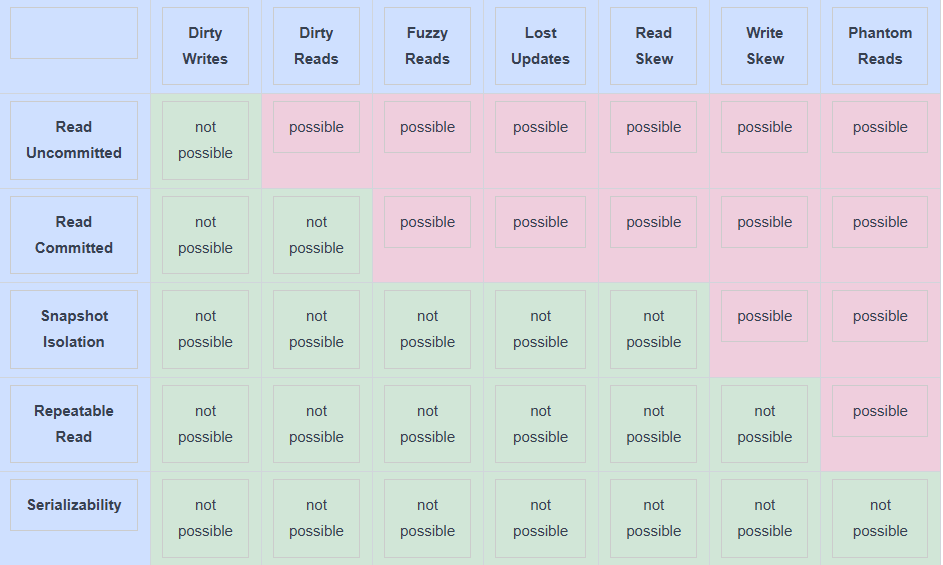 Dirty Writes
Dirty Reads
Fuzzy Reads
Lost Updates
Read Skew
Write Skew
Phantom Reads
Read Uncommitted
not possible
possible
possible
possible
possible
possible
possible
Read Committed
not possible
not possible
possible
possible
possible
possible
possible
Snapshot Isolation
not possible
not possible
not possible
not possible
not possible
possible
possible
Repeatable Read
not possible
not possible
not possible
not possible
not possible
not possible
possible
Serializability
not possible
not possible
not possible
not possible
not possible
not possible
not possible